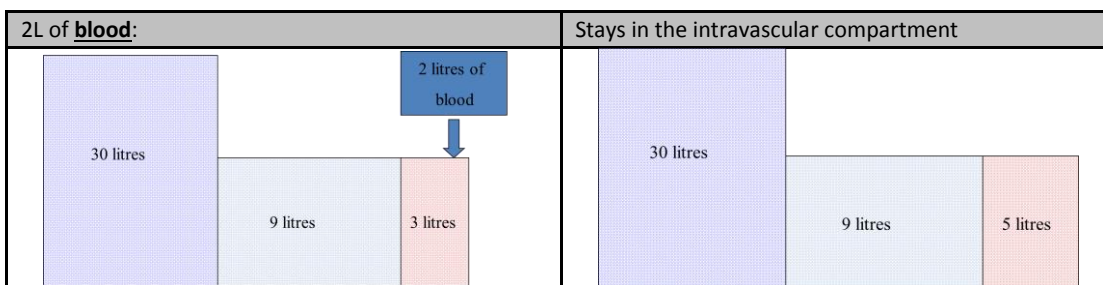 2L of blood:
Stays in the intravascular compartment
2 litres of
blood
30 litres
9 litres
3 litres
30 litres
9 litres
5 litres